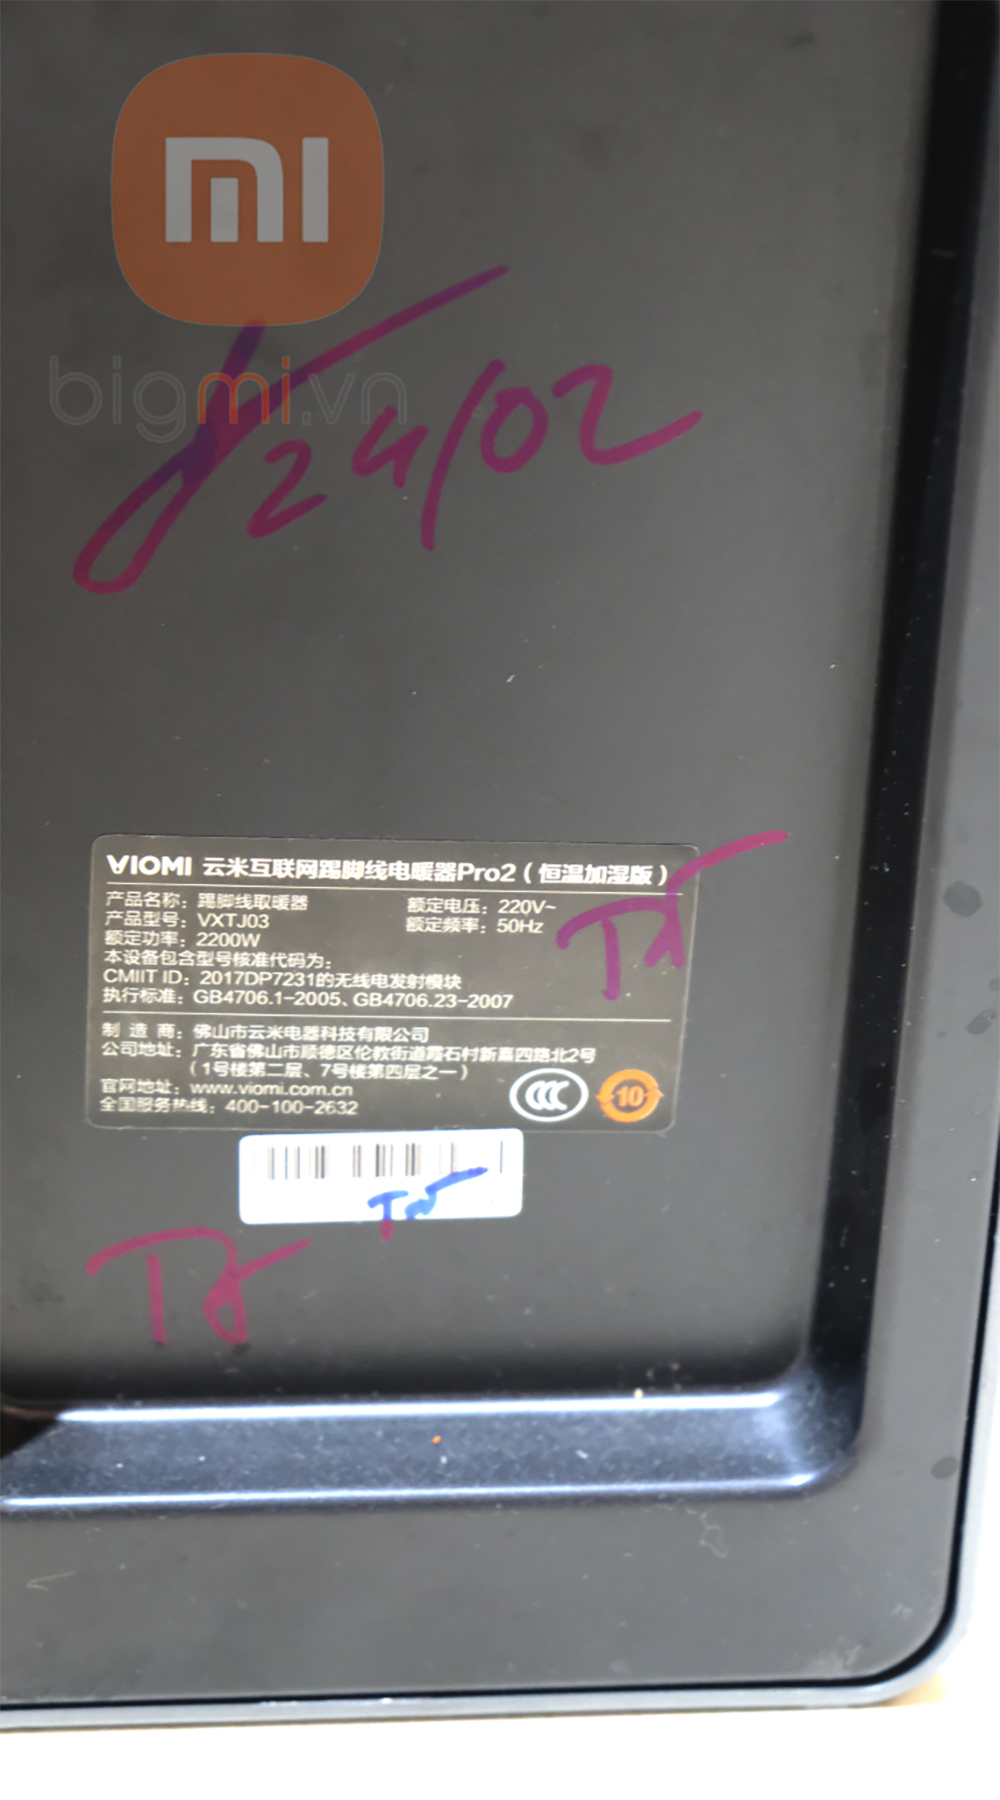 mi
bigmi.vn
24/02
VIOMI 云米互联网踢脚线电暖器Pro2（恒温加湿版）
产品名称：踢脚线取暖器 额定电压：220V~
产品型号：VXTJ03 额定频率：50Hz
额定功率：2200W
本设备包含型号核准代码为：
CMIIT ID：2017DP7231的无线电发射模块
执行标准：GB4706.1-2005、GB4706.23-2007
制 造 商：佛山市云米电器科技有限公司
公司地址：广东省佛山市顺德区伦教街道霞石村新熹四路北2号
（1号楼第二层、7号楼第四层之一）
官网地址：www.viomi.com.cn
全国服务热线：400-100-2632
10